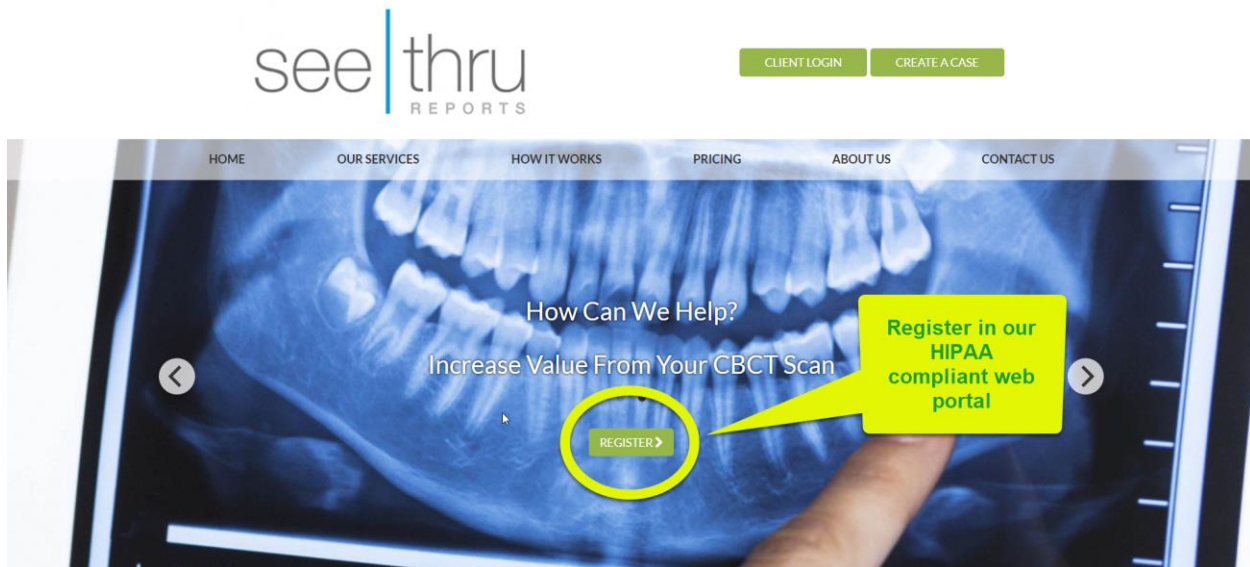 see thru
REPORTS
CLIENT LOGIN CREATE A CASE
HOME OUR SERVICES HOW IT WORKS PRICING ABOUT US CONTACT US
How Can We Help?
Increase Value From Your CBCT Scan
REGISTER
Register in our
HIPAA
compliant web
portal